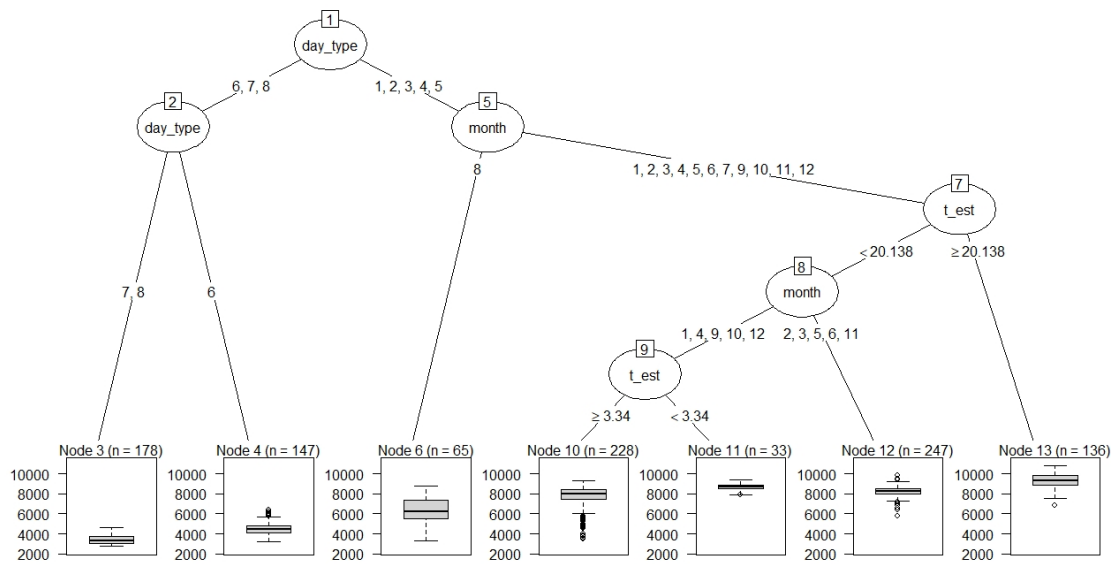 1
day_type
6, 7, 8
1, 2, 3, 4, 5
2
day_type
5
month
8
1, 2, 3, 4, 5, 6, 7, 9, 10, 11, 12
7
t_est
< 20.138
≥ 20.138
8
month
7, 8
6
1, 4, 9, 10, 12
2, 3, 5, 6, 11
9
t_est
≥ 3.34
< 3.34
Node 3 (n = 178)
10000
8000
6000
4000
2000
Node 4 (n = 147)
10000
8000
6000
4000
2000
Node 6 (n = 65)
10000
8000
6000
4000
2000
Node 10 (n = 228)
10000
8000
6000
4000
2000
Node 11 (n = 33)
10000
8000
6000
4000
2000
Node 12 (n = 247)
10000
8000
6000
4000
2000
Node 13 (n = 136)
10000
8000
6000
4000
2000